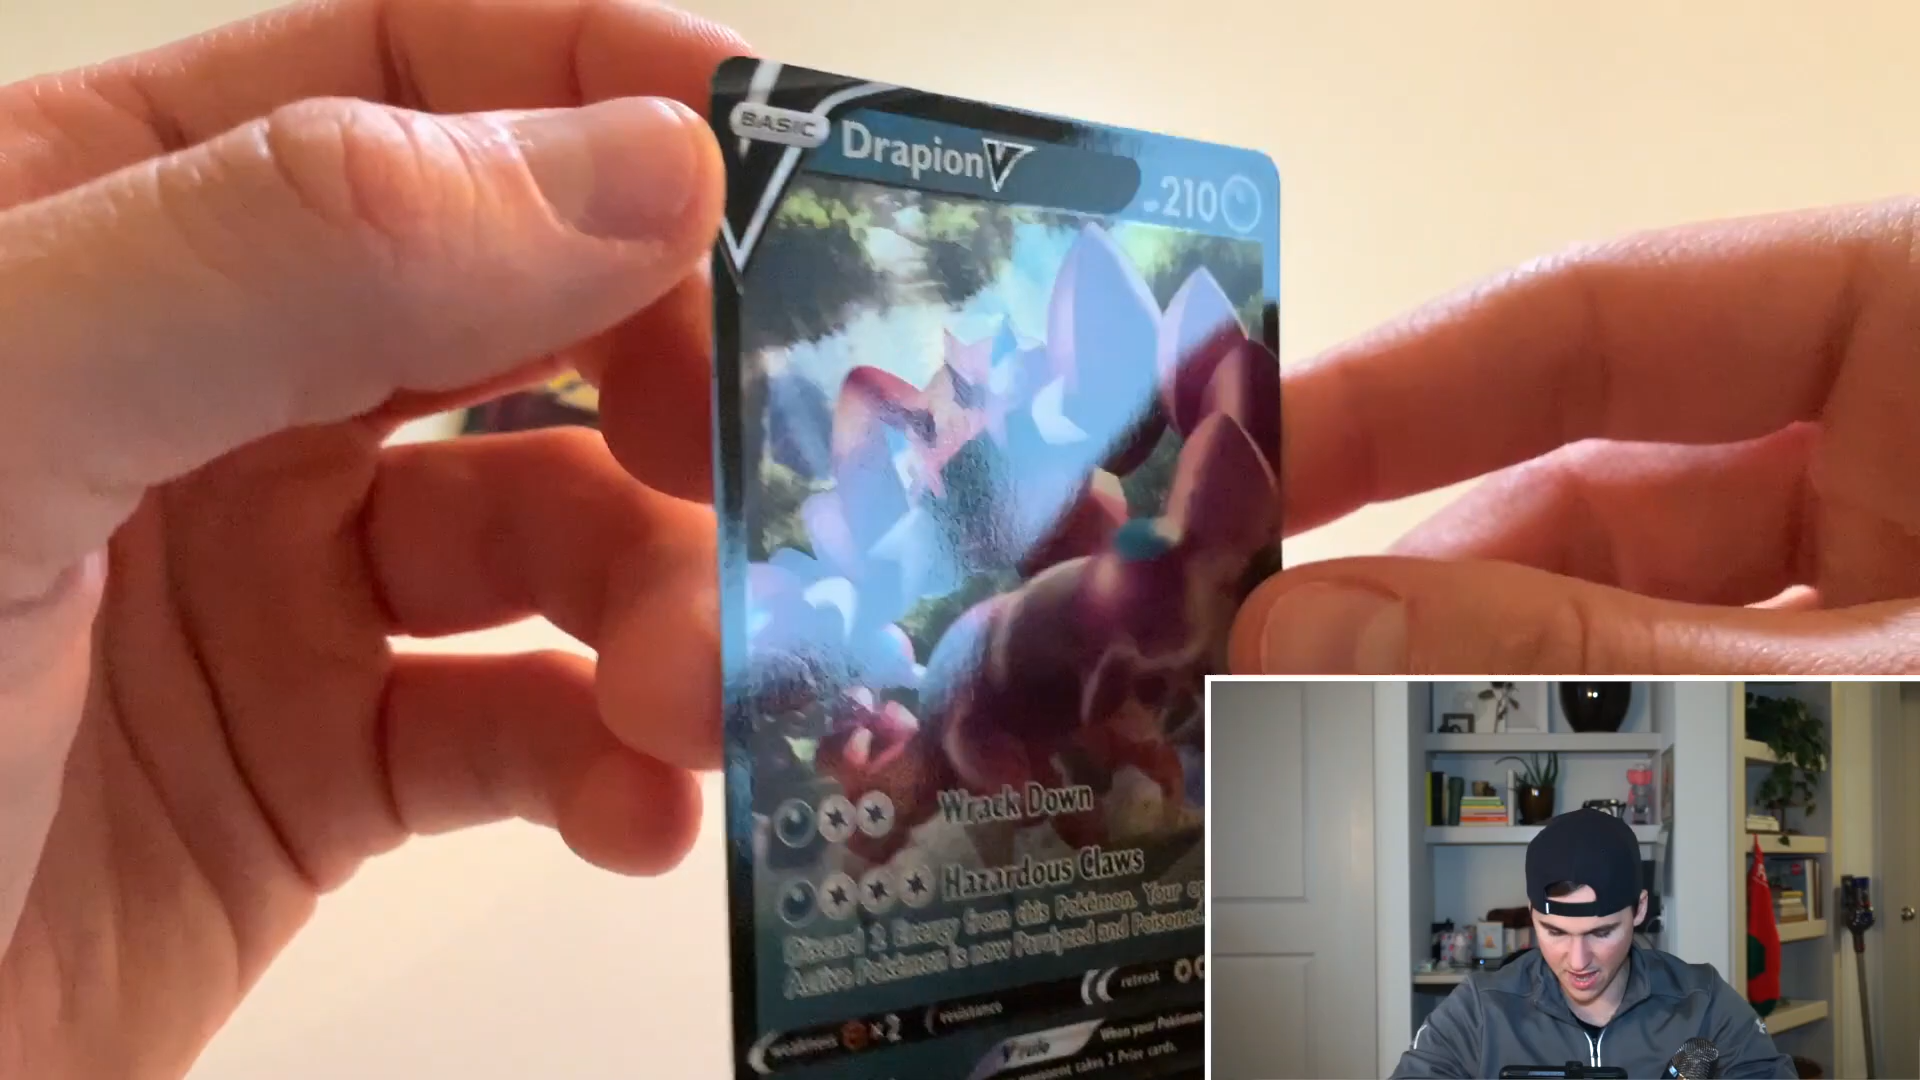 BASIC
Drapion V
210
Wrack Down
Hazardous Claws
Discard 2 Energy from this Pokémon. Your
Active Pokémon is now Paralyzed and Poisoned.
weakness ×2 resistance retreat
V rule When your Pokémon
takes 2 Prize cards.